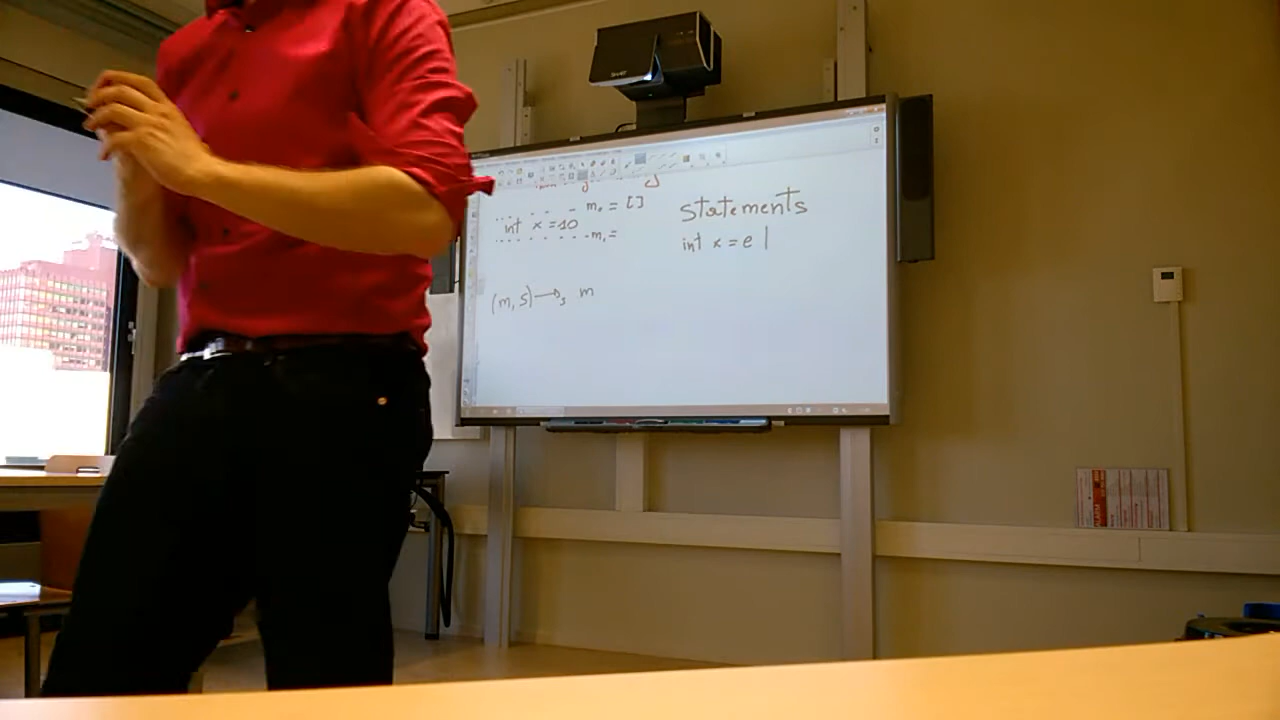 m₀ = []
int x = 10
m₁ =
(m, s) →ₛ m
statements
int x = e |